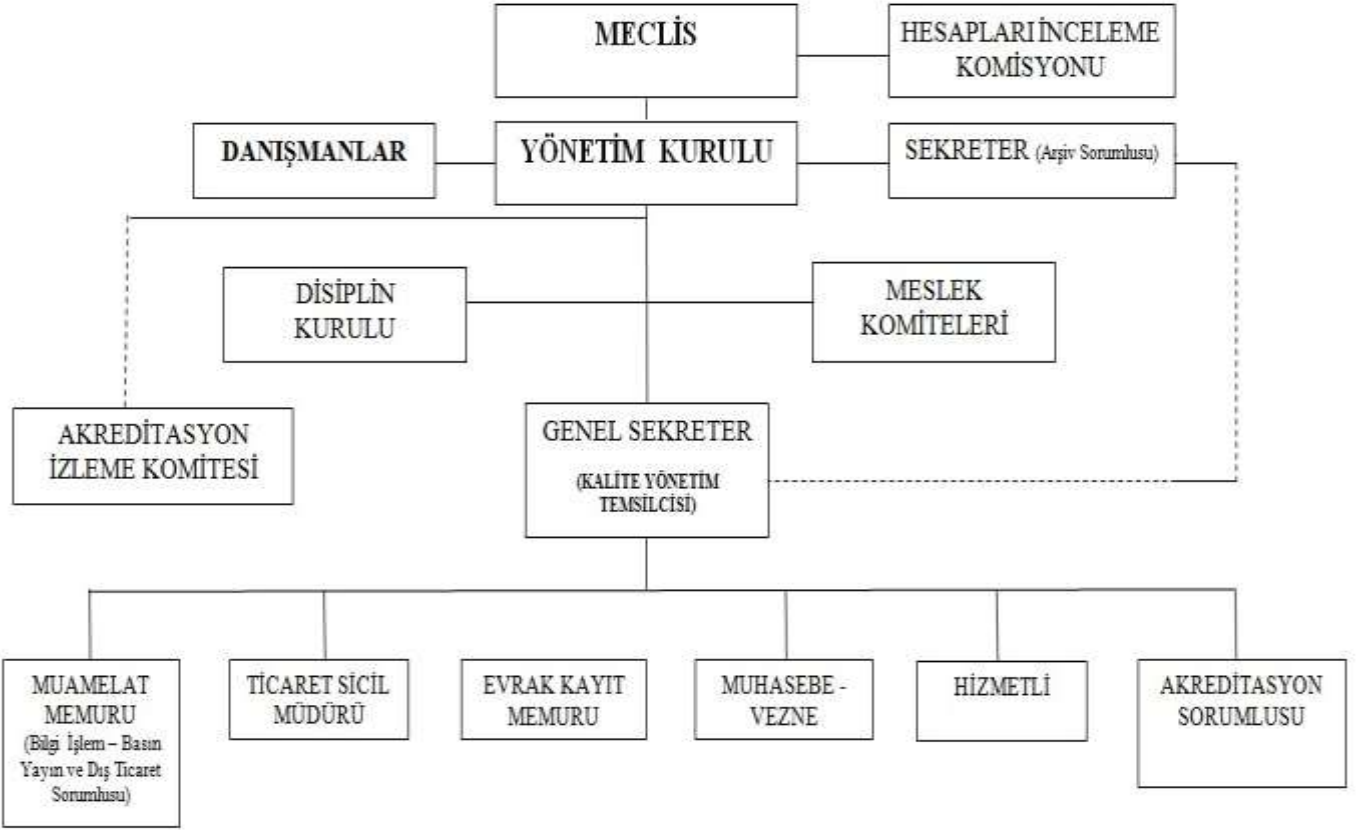 MECLİS
HESAPLARI İNCELEME
KOMİSYONU
DANIŞMANLAR
YÖNETİM KURULU
SEKRETER (Arşiv Sorumlusu)
DİSİPLİN
KURULU
MESLEK
KOMİTELERİ
AKREDİTASYON
İZLEME KOMİTESİ
GENEL SEKRETER
(KALİTE YÖNETİM
TEMSİLCİSİ)
MUAMELAT
MEMURU
(Bilgi İşlem – Basın
Yayın ve Dış Ticaret
Sorumlusu)
TİCARET SİCİL
MÜDÜRÜ
EVRAK KAYIT
MEMURU
MUHASEBE -
VEZNE
HİZMETLİ
AKREDİTASYON
SORUMLUSU